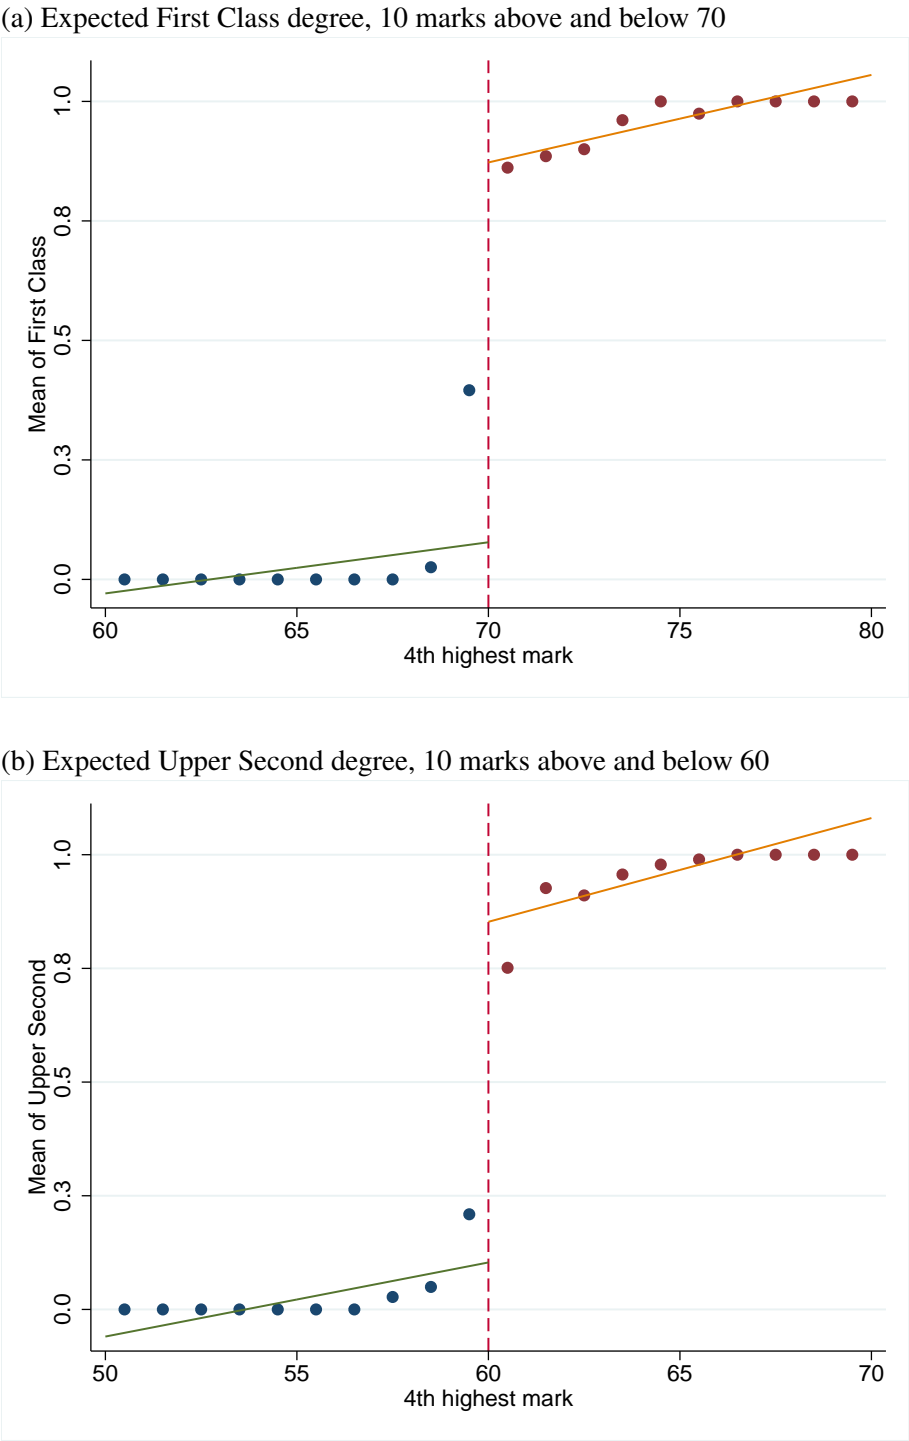 (a) Expected First Class degree, 10 marks above and below 70
Mean of First Class
1.0
0.8
0.5
0.3
0.0
60 65 70 75 80
4th highest mark
(b) Expected Upper Second degree, 10 marks above and below 60
Mean of Upper Second
1.0
0.8
0.5
0.3
0.0
50 55 60 65 70
4th highest mark